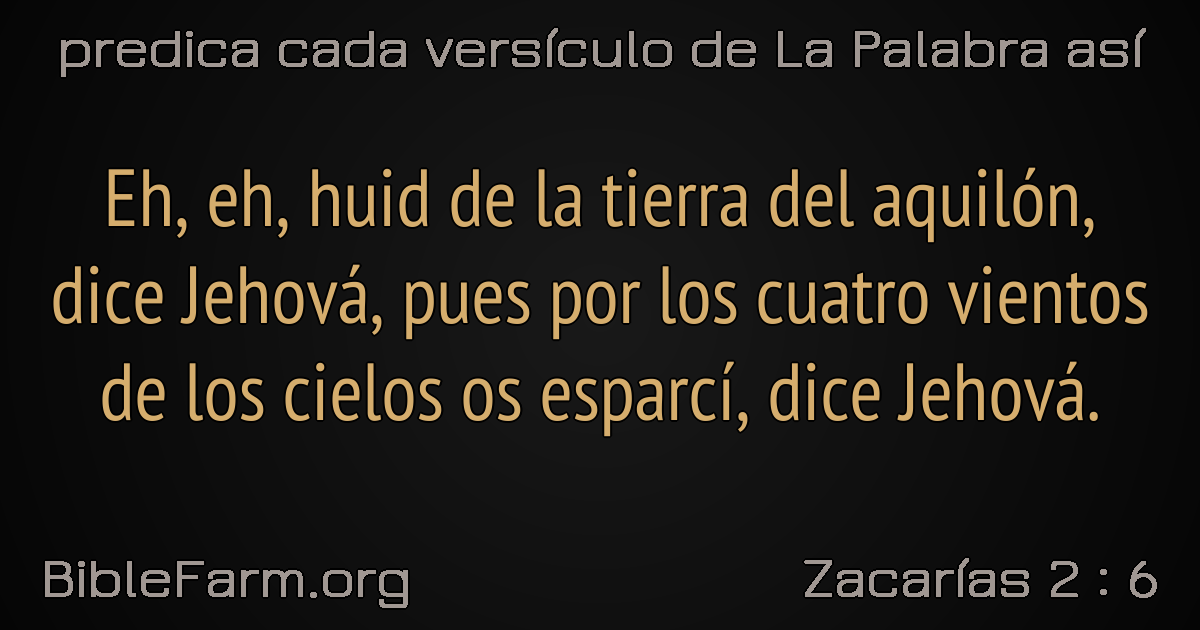 predica cada versículo de La Palabra así
Eh, eh, huid de la tierra del aquilón,
dice Jehová, pues por los cuatro vientos
de los cielos os esparcí, dice Jehová.
BibleFarm.org
Zacarías 2 : 6